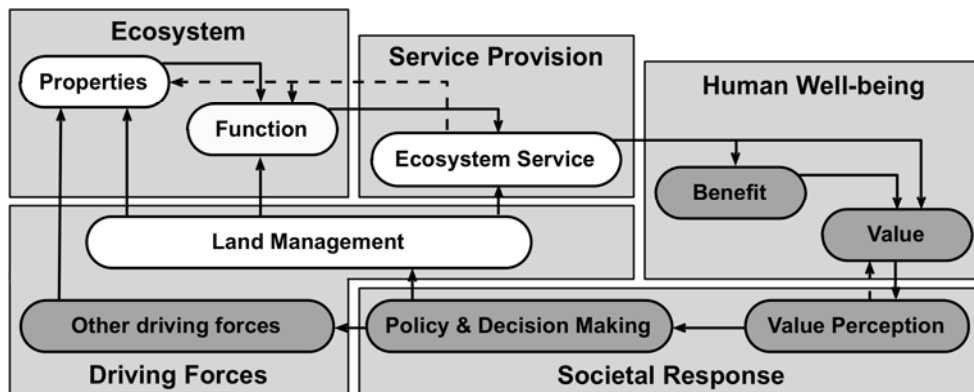 Ecosystem
Properties
Function
Service Provision
Ecosystem Service
Human Well-being
Benefit
Value
Land Management
Other driving forces
Policy & Decision Making
Value Perception
Driving Forces
Societal Response